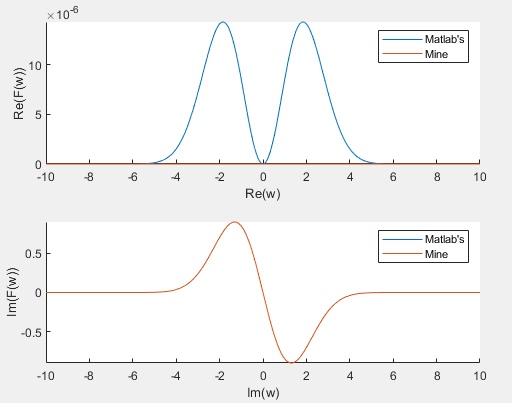 ×10-6
Re(F(w))
10
5
0
Matlab's
Mine
-10 -8 -6 -4 -2 0 2 4 6 8 10
Re(w)
Im(F(w))
0.5
0
-0.5
Matlab's
Mine
-10 -8 -6 -4 -2 0 2 4 6 8 10
Im(w)